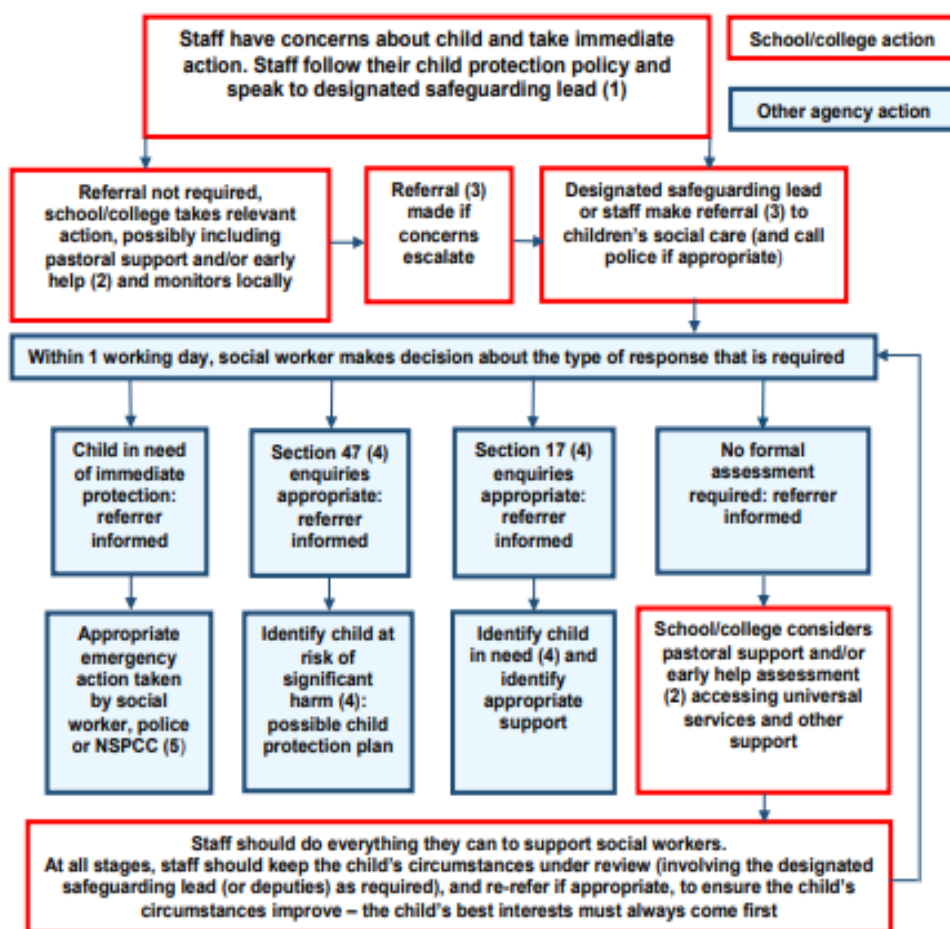 Staff have concerns about child and take immediate
action. Staff follow their child protection policy and
speak to designated safeguarding lead (1)
School/college action
Other agency action
Referral not required,
school/college takes relevant
action, possibly including
pastoral support and/or early
help (2) and monitors locally
Referral (3)
made if
concerns
escalate
Designated safeguarding lead
or staff make referral (3) to
children's social care (and call
police if appropriate)
Within 1 working day, social worker makes decision about the type of response that is required
Child in need
of immediate
protection:
referrer
informed
Section 47 (4)
enquiries
appropriate:
referrer
informed
Section 17 (4)
enquiries
appropriate:
referrer
informed
No formal
assessment
required: referrer
informed
Appropriate
emergency
action taken
by social
worker, police
or NSPCC (5)
Identify child at
risk of
significant
harm (4):
possible child
protection plan
Identify child
in need (4) and
identify
appropriate
support
School/college considers
pastoral support and/or
early help assessment
(2) accessing universal
services and other
support
Staff should do everything they can to support social workers.
At all stages, staff should keep the child's circumstances under review (involving the designated
safeguarding lead (or deputies) as required), and re-refer if appropriate, to ensure the child's
circumstances improve – the child's best interests must always come first